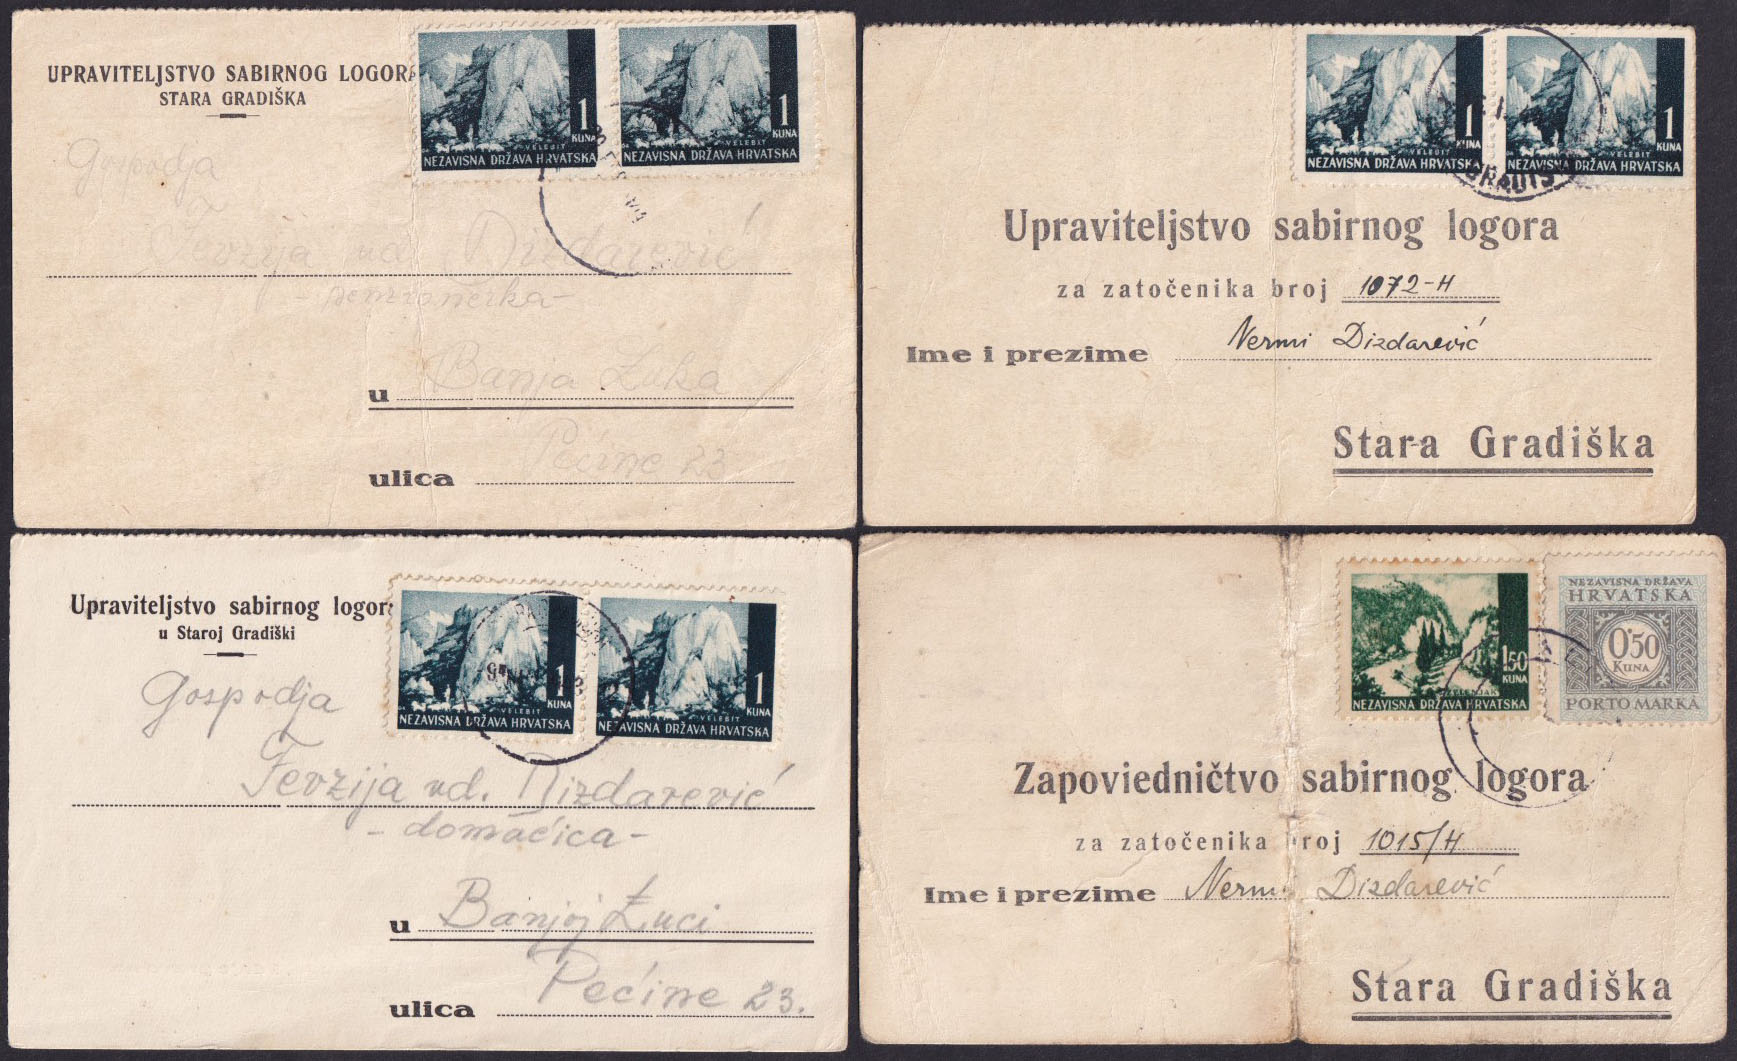 UPRAVITELJSTVO SABIRNOG LOGORA
STARA GRADIŠKA
1
KUNA
VELEBIT
NEZAVISNA DRŽAVA HRVATSKA
1
KUNA
VELEBIT
NEZAVISNA DRŽAVA HRVATSKA
Gospodja
Fevzija ud. Dizdarević
- penzionerka -
u Banja Luka
ulica Pećine 23
1
KUNA
VELEBIT
NEZAVISNA DRŽAVA HRVATSKA
1
KUNA
VELEBIT
NEZAVISNA DRŽAVA HRVATSKA
Upraviteljstvo sabirnog logora
za zatočenika broj 1072-H
Ime i prezime Nermi Dizdarević
Stara Gradiška
Upraviteljstvo sabirnog logora
u Staroj Gradiški
1
KUNA
VELEBIT
NEZAVISNA DRŽAVA HRVATSKA
1
KUNA
VELEBIT
NEZAVISNA DRŽAVA HRVATSKA
Gospodja
Fevzija ud. Dizdarević
- domaćica -
u Banjoj Luci
ulica Pećine 23.
1.50
KUNA
ZELENJAK
NEZAVISNA DRŽAVA HRVATSKA
NEZAVISNA DRŽAVA
HRVATSKA
0.50
KUNA
PORTO MARKA
Zapoviedničtvo sabirnog logora
za zatočenika broj 1015/H
Ime i prezime Nermi Dizdarević
Stara Gradiška